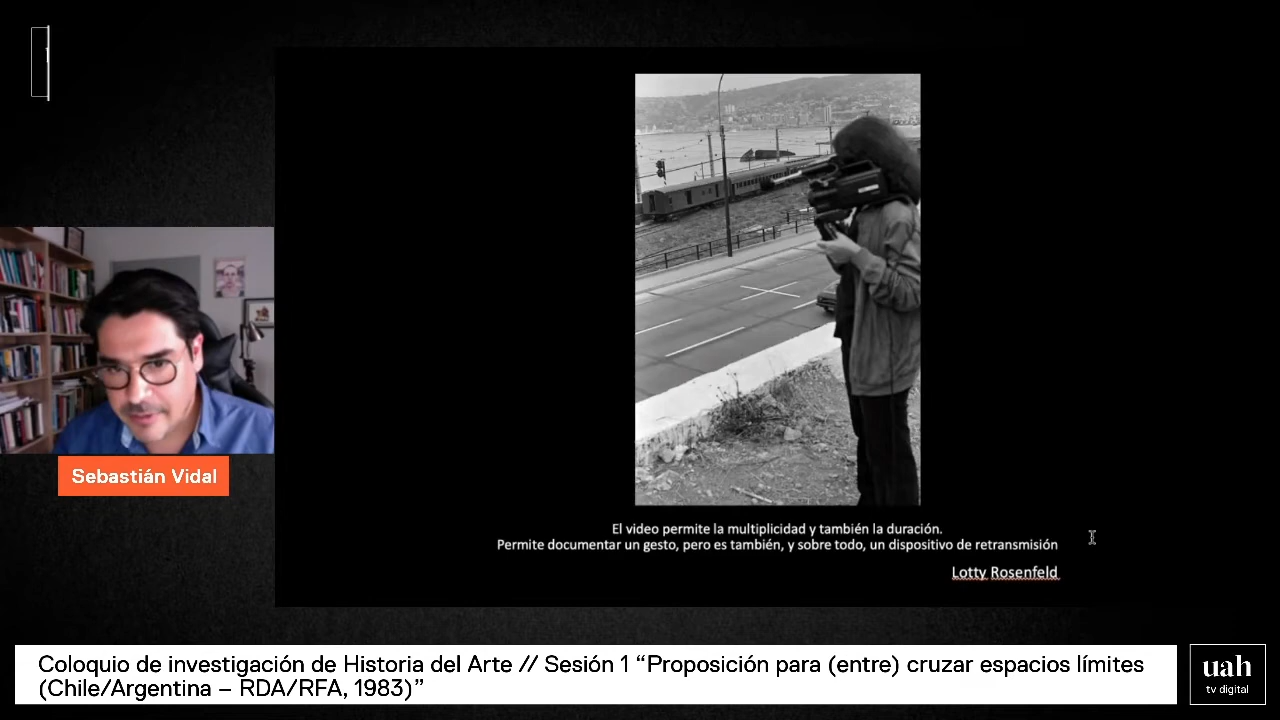 El video permite la multiplicidad y también la duración.
Permite documentar un gesto, pero es también, y sobre todo, un dispositivo de retransmisión
Lotty Rosenfeld
Sebastián Vidal
Coloquio de investigación de Historia del Arte // Sesión 1 “Proposición para (entre) cruzar espacios límites
(Chile/Argentina – RDA/RFA, 1983)”
uah
tv digital